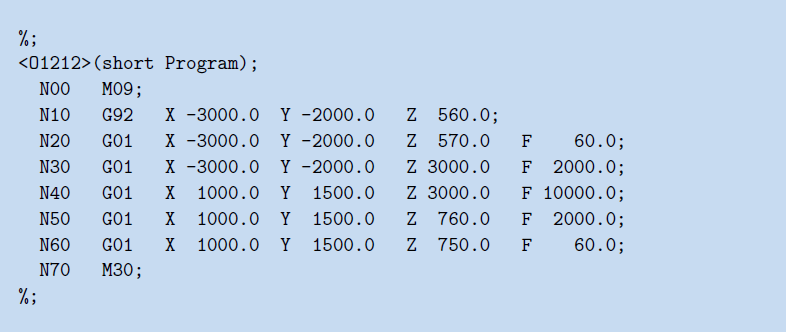 %;
<O1212>(short Program);
N00 M09;
N10 G92 X -3000.0 Y -2000.0 Z 560.0;
N20 G01 X -3000.0 Y -2000.0 Z 570.0 F 60.0;
N30 G01 X -3000.0 Y -2000.0 Z 3000.0 F 2000.0;
N40 G01 X 1000.0 Y 1500.0 Z 3000.0 F 10000.0;
N50 G01 X 1000.0 Y 1500.0 Z 760.0 F 2000.0;
N60 G01 X 1000.0 Y 1500.0 Z 750.0 F 60.0;
N70 M30;
%;